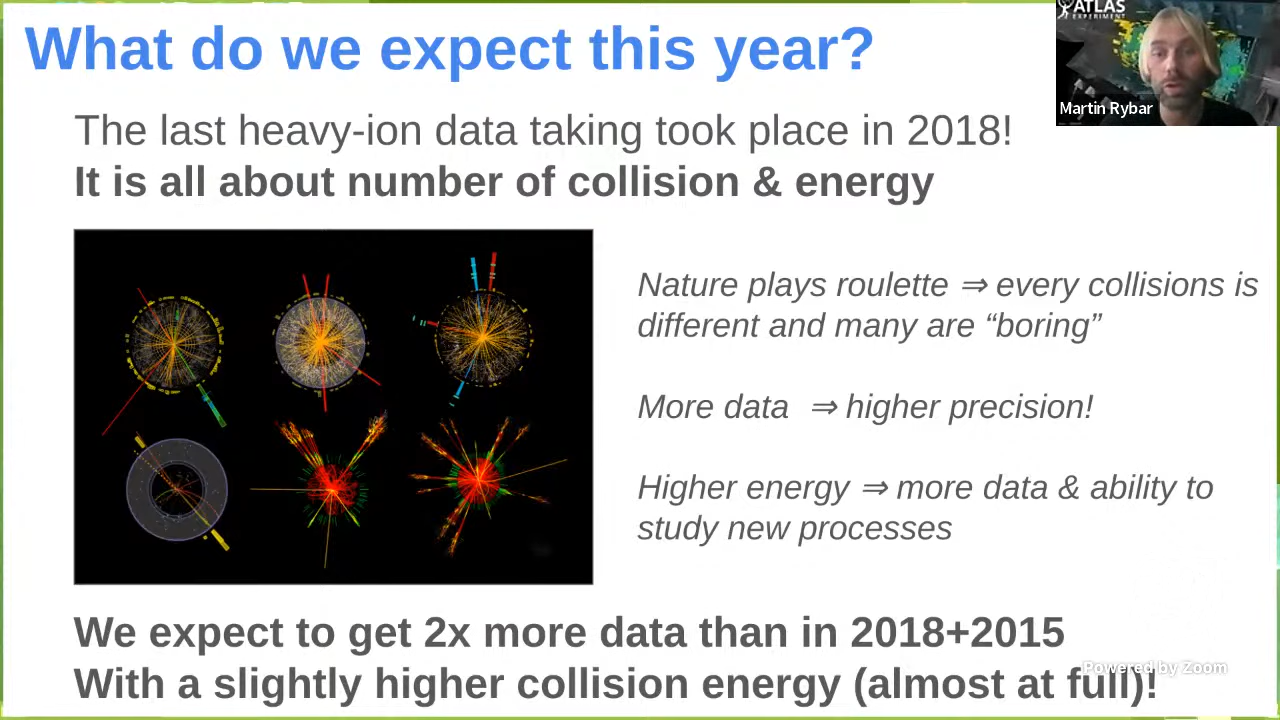 What do we expect this year?
ATLAS
EXPERIMENT
Martin Rybar
The last heavy-ion data taking took place in 2018!
It is all about number of collision & energy
Nature plays roulette ⇒ every collisions is
different and many are “boring”
More data ⇒ higher precision!
Higher energy ⇒ more data & ability to
study new processes
We expect to get 2x more data than in 2018+2015
Powered by Zoom
With a slightly higher collision energy (almost at full)!